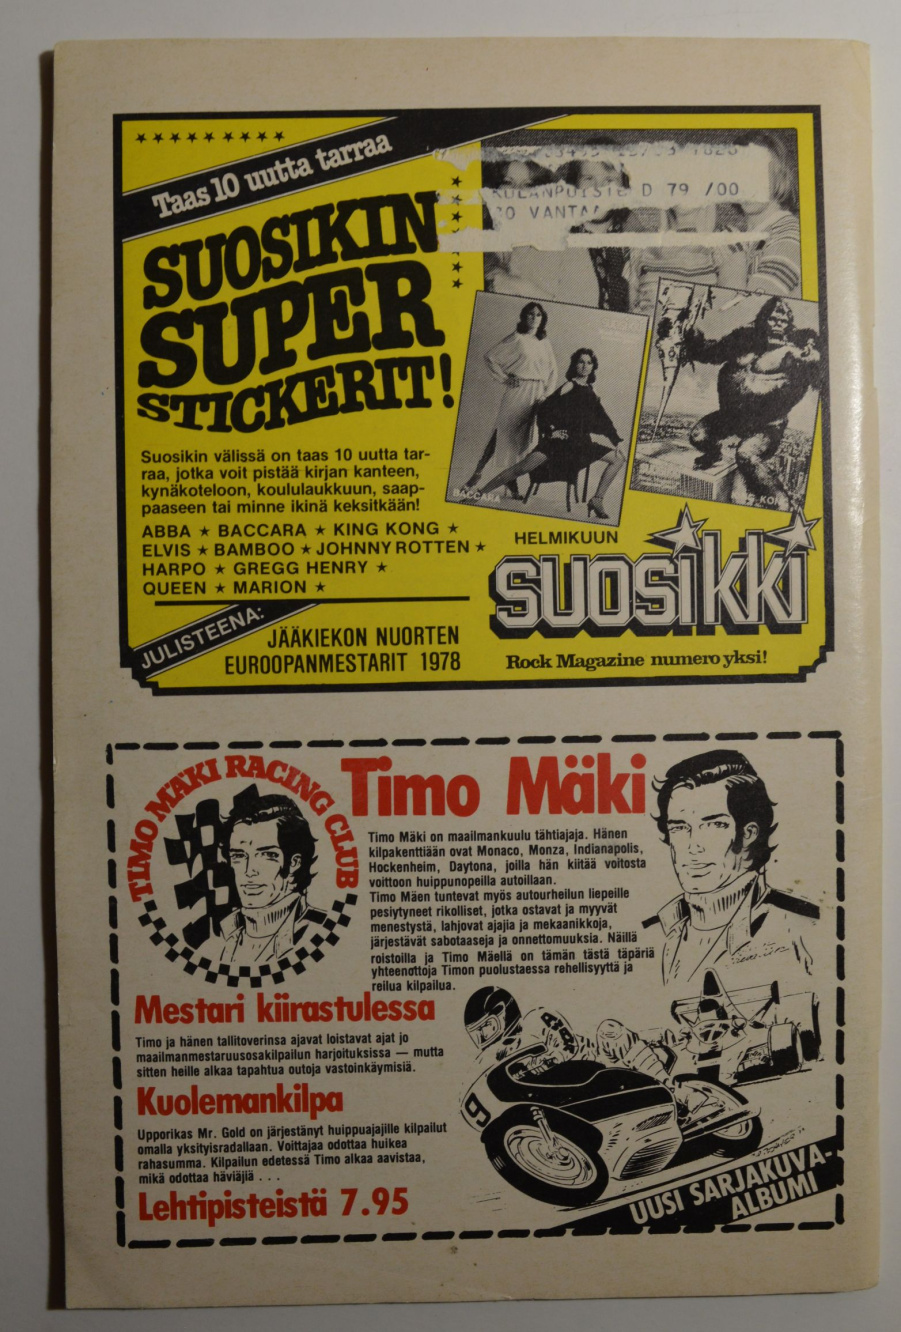 Taas 10 uutta tarraa
SUOSIKIN
SUPER
STICKERIT!
D 79 /00
VANTAA
BACCARA
KING KONG
Suosikin välissä on taas 10 uutta tar-
raa, jotka voit pistää kirjan kanteen,
kynäkoteloon, koululaukkuun, saap-
paaseen tai minne ikinä keksitkään!
ABBA ★ BACCARA ★ KING KONG ★
ELVIS ★ BAMBOO ★ JOHNNY ROTTEN ★
HARPO ★ GREGG HENRY ★
QUEEN ★ MARION ★
JULISTEENA:
JÄÄKIEKON NUORTEN
EUROOPANMESTARIT 1978
HELMIKUUN
suosikki
Rock Magazine numero yksi!
TIMO MÄKI RACING CLUB
Timo Mäki
Timo Mäki on maailmankuulu tähtiajaja. Hänen
kilpakenttiään ovat Monaco, Monza, Indianapolis,
Hockenheim, Daytona, joilla hän kiitää voitosta
voittoon huippunopeilla autoillaan.
Timo Mäen tuntevat myös autourheilun liepeille
pesiytyneet rikolliset, jotka ostavat ja myyvät
menestystä, lahjovat ajajia ja mekaanikkoja,
järjestävät sabotaaseja ja onnettomuuksia. Näillä
roistoilla ja Timo Mäellä on tämän tästä täpäriä
yhteenottoja Timon puolustaessa rehellisyyttä ja
reilua kilpailua.
Mestari kiirastulessa
Timo ja hänen tallitoverinsa ajavat loistavat ajat jo
maailmanmestaruusosakilpailun harjoituksissa — mutta
sitten heille alkaa tapahtua outoja vastoinkäymisiä.
Kuolemankilpa
Upporikas Mr. Gold on järjestänyt huippuajajille kilpailut
omalla yksityisradallaan. Voittajaa odottaa huikea
rahasumma. Kilpailun edetessä Timo alkaa aavistaa,
mikä odottaa häviäjiä . . .
Lehtipisteistä 7.95
9
UUSI SARJAKUVA-
ALBUMI